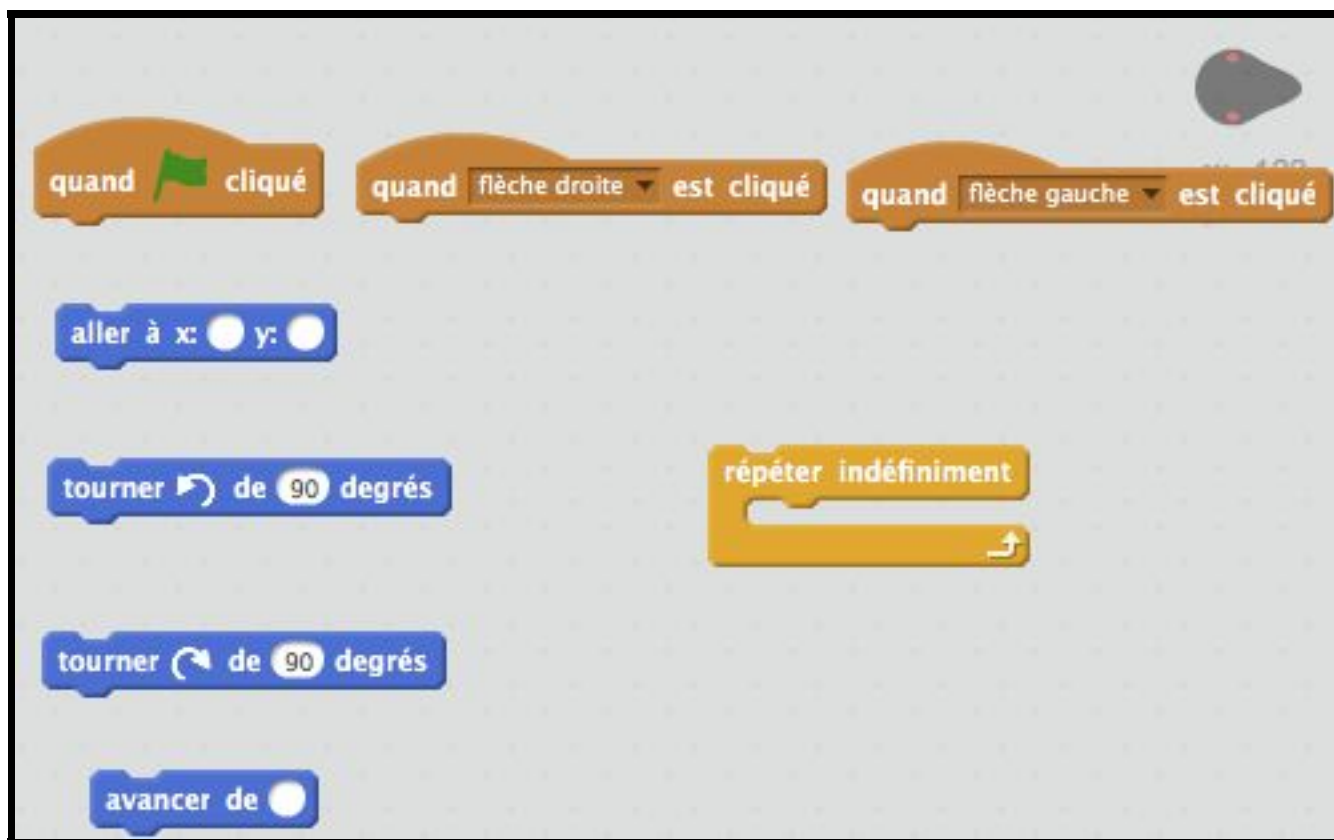 quand cliqué
quand flèche droite est cliqué
quand flèche gauche est cliqué
aller à x: y:
tourner de 90 degrés
répéter indéfiniment
tourner de 90 degrés
avancer de